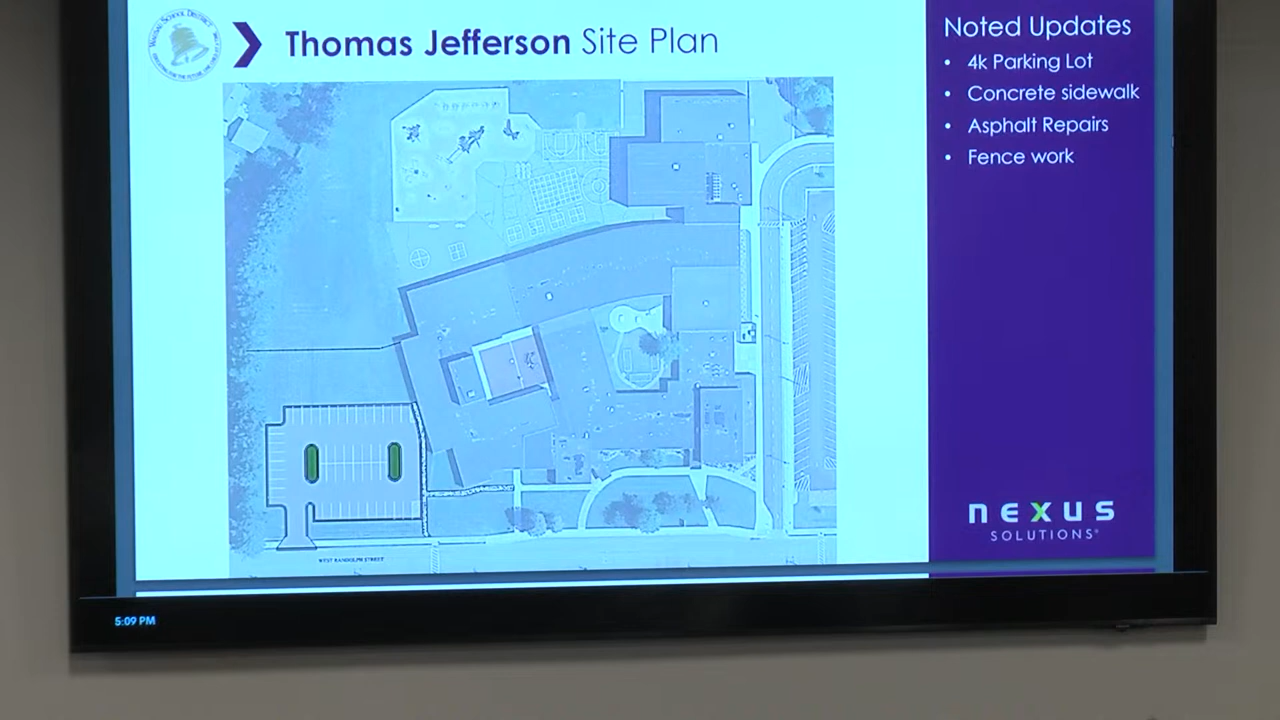 Thomas Jefferson Site Plan
Noted Updates
• 4k Parking Lot
• Concrete sidewalk
• Asphalt Repairs
• Fence work
WEST RANDOLPH STREET
nexus
SOLUTIONS
5:09 PM